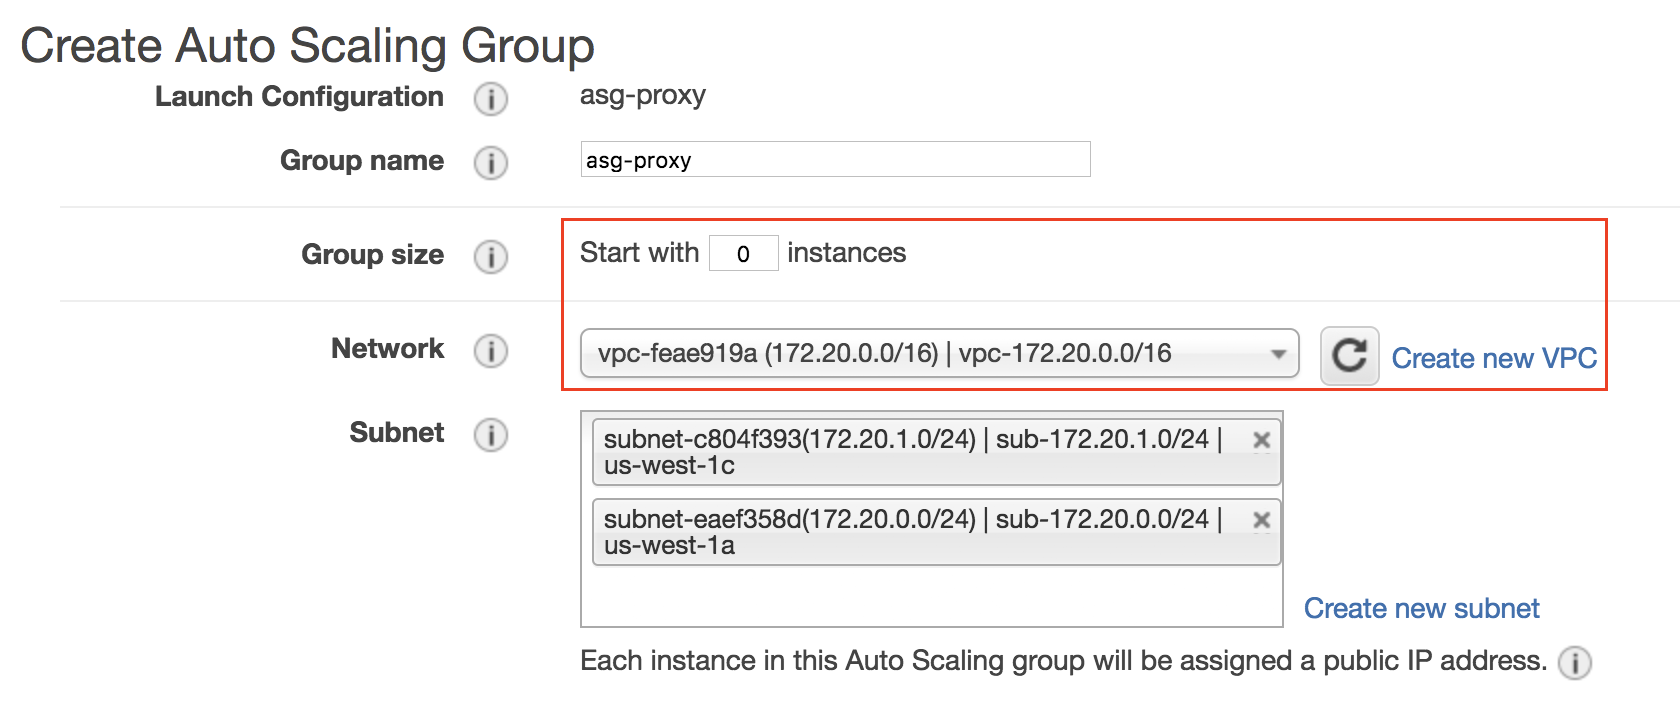 Create Auto Scaling Group
Launch Configuration asg-proxy
Group name asg-proxy
Group size Start with 0 instances
Network vpc-feae919a (172.20.0.0/16) | vpc-172.20.0.0/16 Create new VPC
Subnet subnet-c804f393(172.20.1.0/24) | sub-172.20.1.0/24 |
us-west-1c
subnet-eaef358d(172.20.0.0/24) | sub-172.20.0.0/24 |
us-west-1a
Create new subnet
Each instance in this Auto Scaling group will be assigned a public IP address.